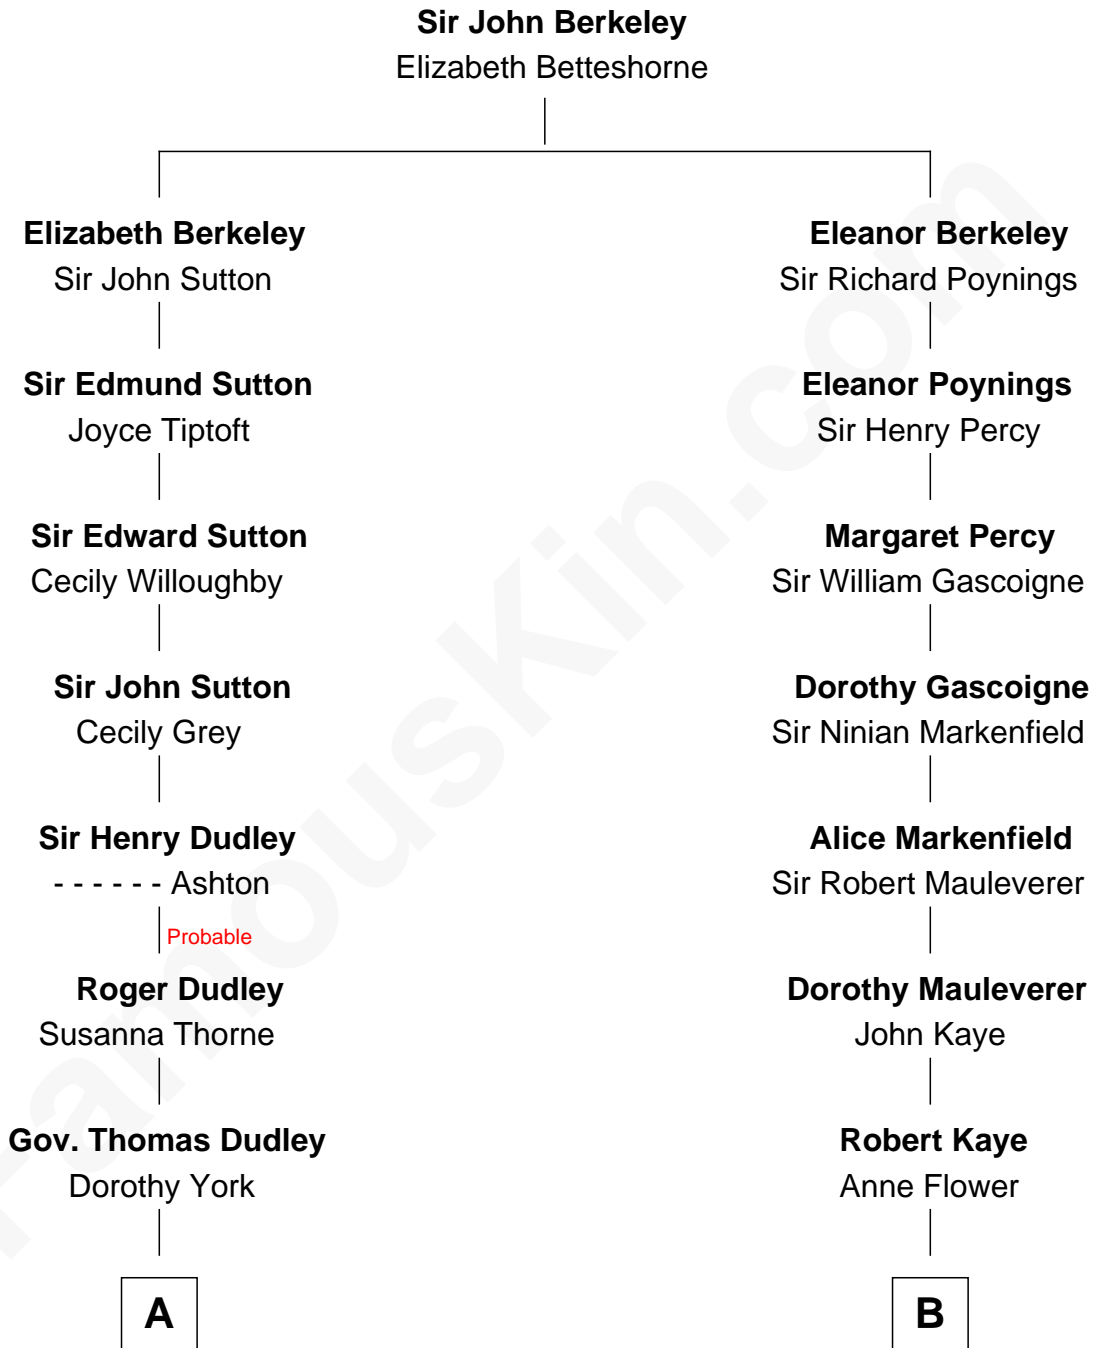 Sir John Berkeley
Elizabeth Betteshorne
Elizabeth Berkeley
Sir John Sutton
Eleanor Berkeley
Sir Richard Poynings
Sir Edmund Sutton
Joyce Tiptoft
Eleanor Poynings
Sir Henry Percy
Sir Edward Sutton
Cecily Willoughby
Margaret Percy
Sir William Gascoigne
Sir John Sutton
Cecily Grey
Dorothy Gascoigne
Sir Ninian Markenfield
Sir Henry Dudley
- - - - - - Ashton
Probable
Alice Markenfield
Sir Robert Mauleverer
Roger Dudley
Susanna Thorne
Dorothy Mauleverer
John Kaye
Gov. Thomas Dudley
Dorothy York
Robert Kaye
Anne Flower
A
B
FamousKin.com